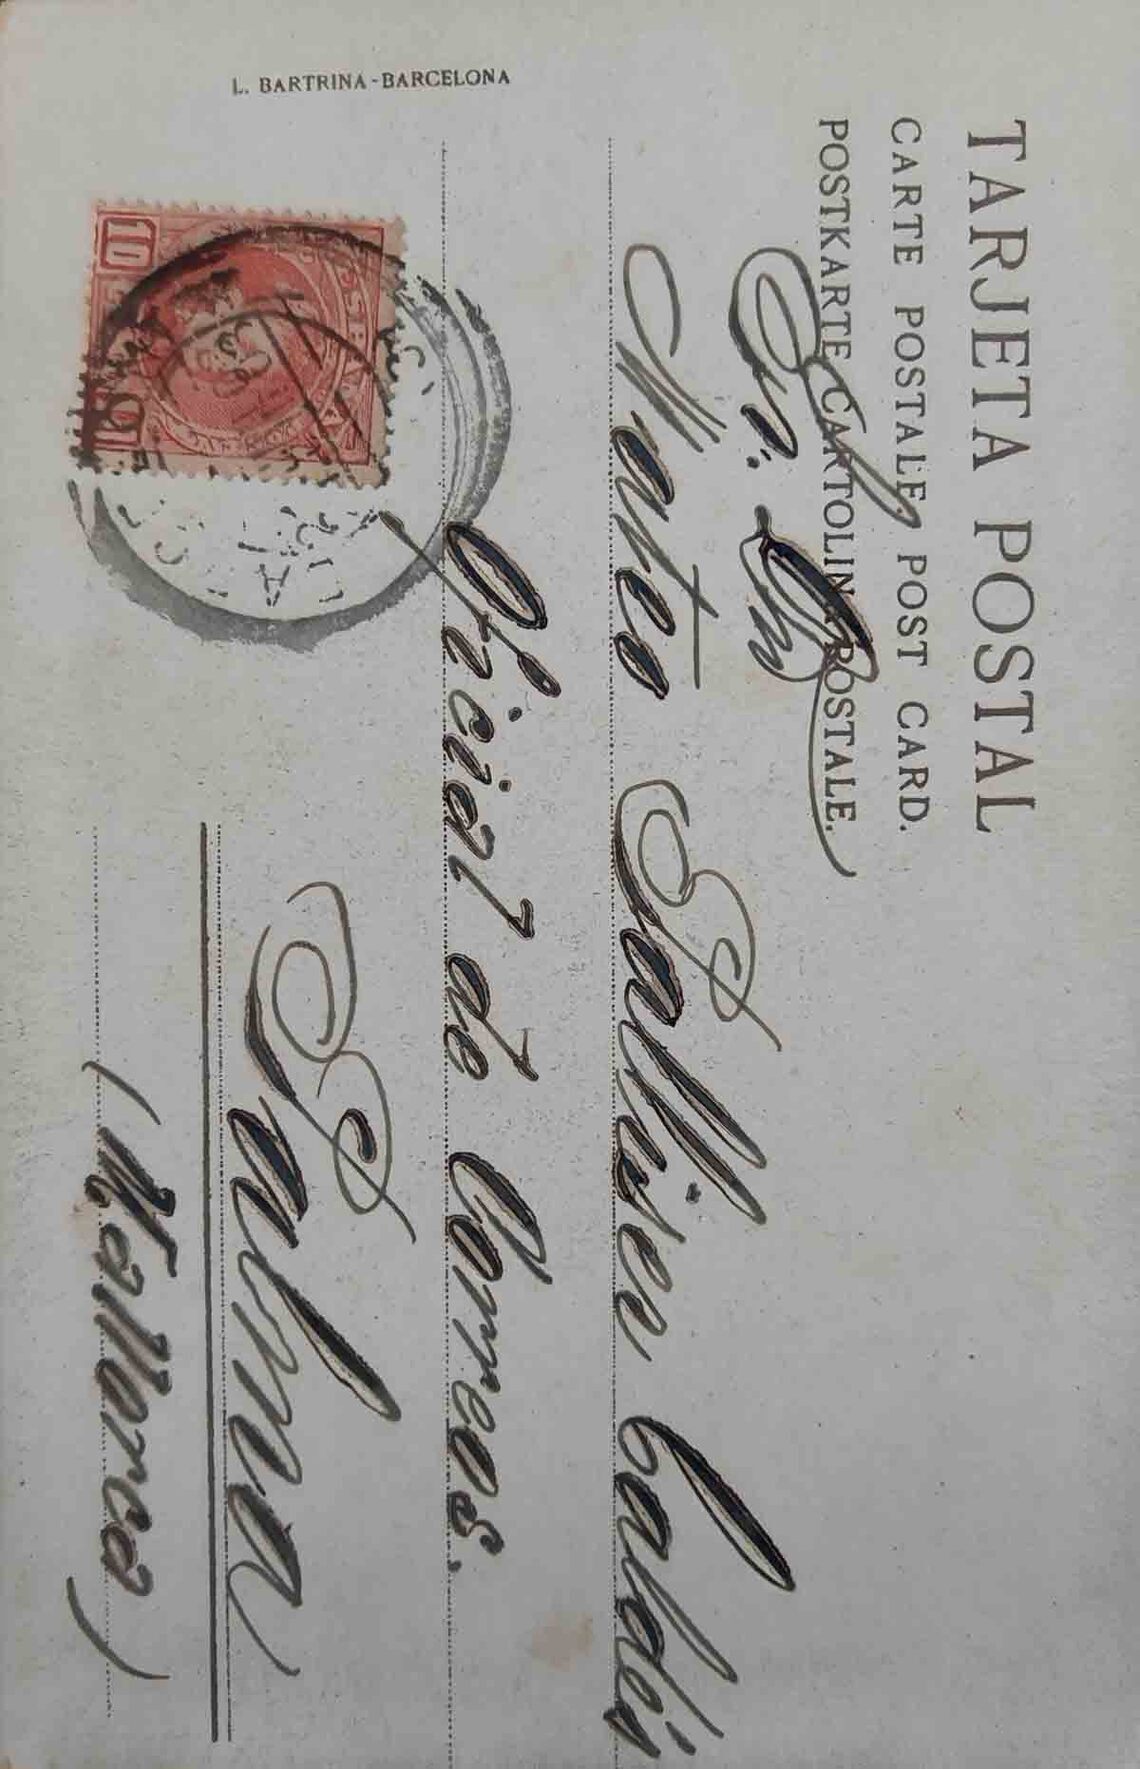 TARJETA POSTAL
CARTE POSTALE POST CARD.
POSTKARTE CARTOLINA POSTALE.
Sr. Dn
Mateo Salliser Caldés
Oficial de Correos.
Palma
(Mallorca)
L. BARTRINA-BARCELONA
10